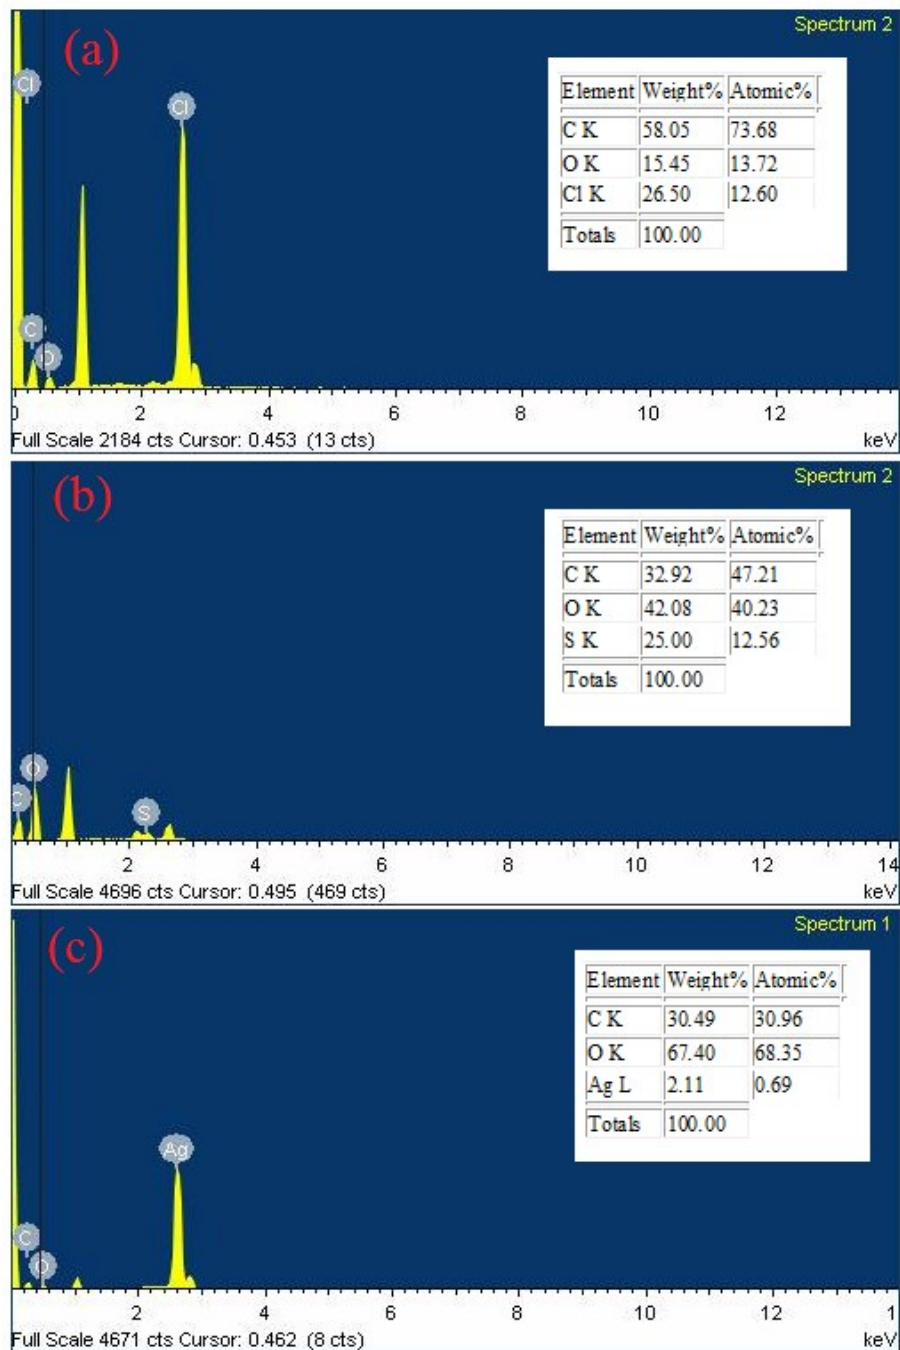 (a)
Spectrum 2
Cl
Cl
C
O
Element Weight% Atomic%
C K 58.05 73.68
O K 15.45 13.72
Cl K 26.50 12.60
Totals 100.00
0 2 4 6 8 10 12
Full Scale 2184 cts Cursor: 0.453 (13 cts) keV
(b)
Spectrum 2
O
C
S
Element Weight% Atomic%
C K 32.92 47.21
O K 42.08 40.23
S K 25.00 12.56
Totals 100.00
2 4 6 8 10 12 14
Full Scale 4696 cts Cursor: 0.495 (469 cts) keV
(c)
Spectrum 1
Ag
C
O
Element Weight% Atomic%
C K 30.49 30.96
O K 67.40 68.35
Ag L 2.11 0.69
Totals 100.00
2 4 6 8 10 12 1
Full Scale 4671 cts Cursor: 0.462 (8 cts) keV